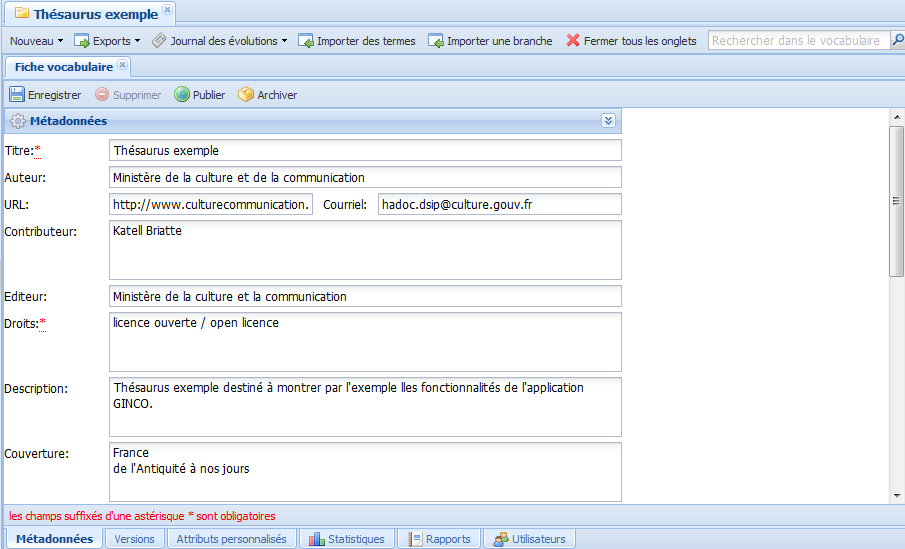 Thésaurus exemple
Nouveau Exports Journal des évolutions Importer des termes Importer une branche Fermer tous les onglets Rechercher dans le vocabulaire
Fiche vocabulaire
Enregistrer Supprimer Publier Archiver
Métadonnées
Titre:* Thésaurus exemple
Auteur: Ministère de la culture et de la communication
URL: http://www.culturecommunication. Courriel: hadoc.dsip@culture.gouv.fr
Contributeur: Katell Briatte
Editeur: Ministère de la culture et la communication
Droits:* licence ouverte / open licence
Description: Thésaurus exemple destiné à montrer par l'exemple lles fonctionnalités de l'application
GINCO.
Couverture: France
de l'Antiquité à nos jours
les champs suffixés d'une astérisque * sont obligatoires
Métadonnées Versions Attributs personnalisés Statistiques Rapports Utilisateurs